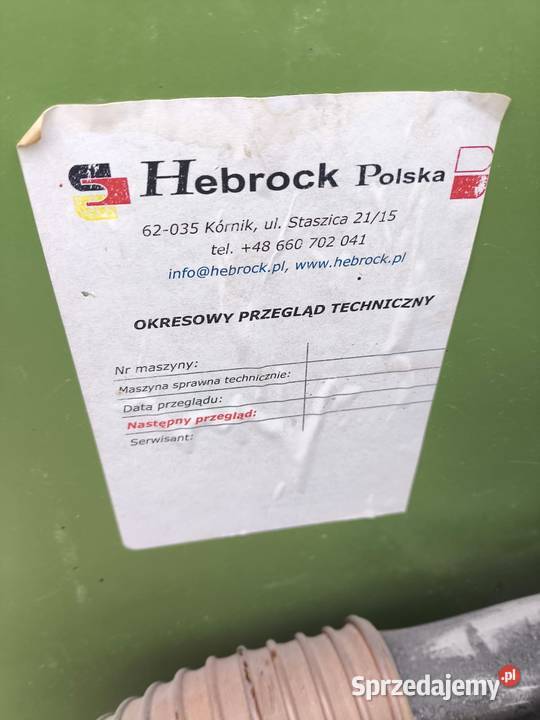 Hebrock Polska
62-035 Kórnik, ul. Staszica 21/15
tel. +48 660 702 041
info@hebrock.pl, www.hebrock.pl
OKRESOWY PRZEGLĄD TECHNICZNY
Nr maszyny:
Maszyna sprawna technicznie:
Data przeglądu:
Następny przegląd:
Serwisant:
Sprzedajemy.pl